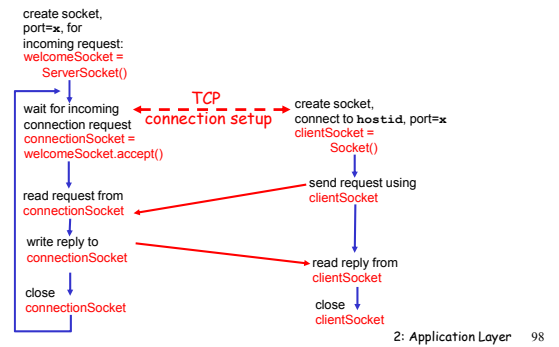 create socket,
port=x, for
incoming request:
welcomeSocket =
ServerSocket()
TCP
connection setup
wait for incoming
connection request
connectionSocket =
welcomeSocket.accept()
create socket,
connect to hostid, port=x
clientSocket =
Socket()
send request using
clientSocket
read request from
connectionSocket
write reply to
connectionSocket
read reply from
clientSocket
close
connectionSocket
close
clientSocket
2: Application Layer 98